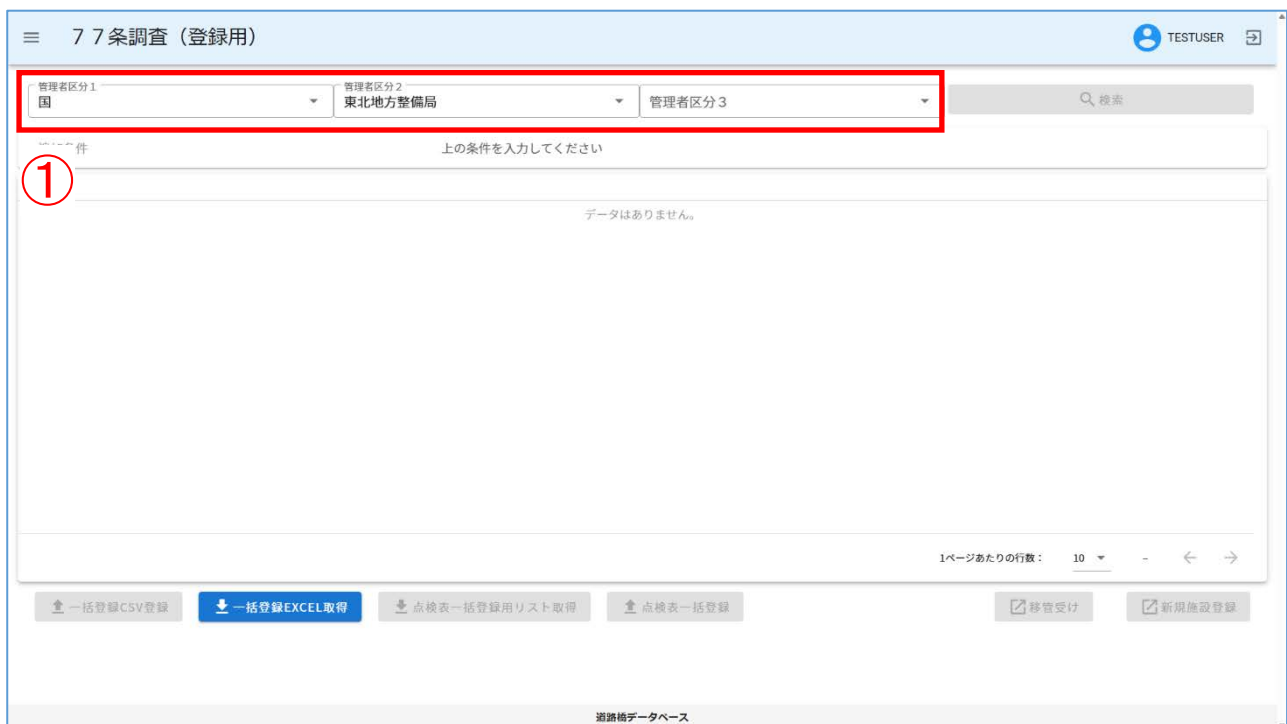 ７７条調査（登録用）
TESTUSER
管理者区分１
国
管理者区分２
東北地方整備局
管理者区分３
検索
件
上の条件を入力してください
①
データはありません。
1ページあたりの行数：
10
-
一括登録CSV登録
一括登録EXCEL取得
点検表一括登録用リスト取得
点検表一括登録
移管受け
新規施設登録
道路橋データベース